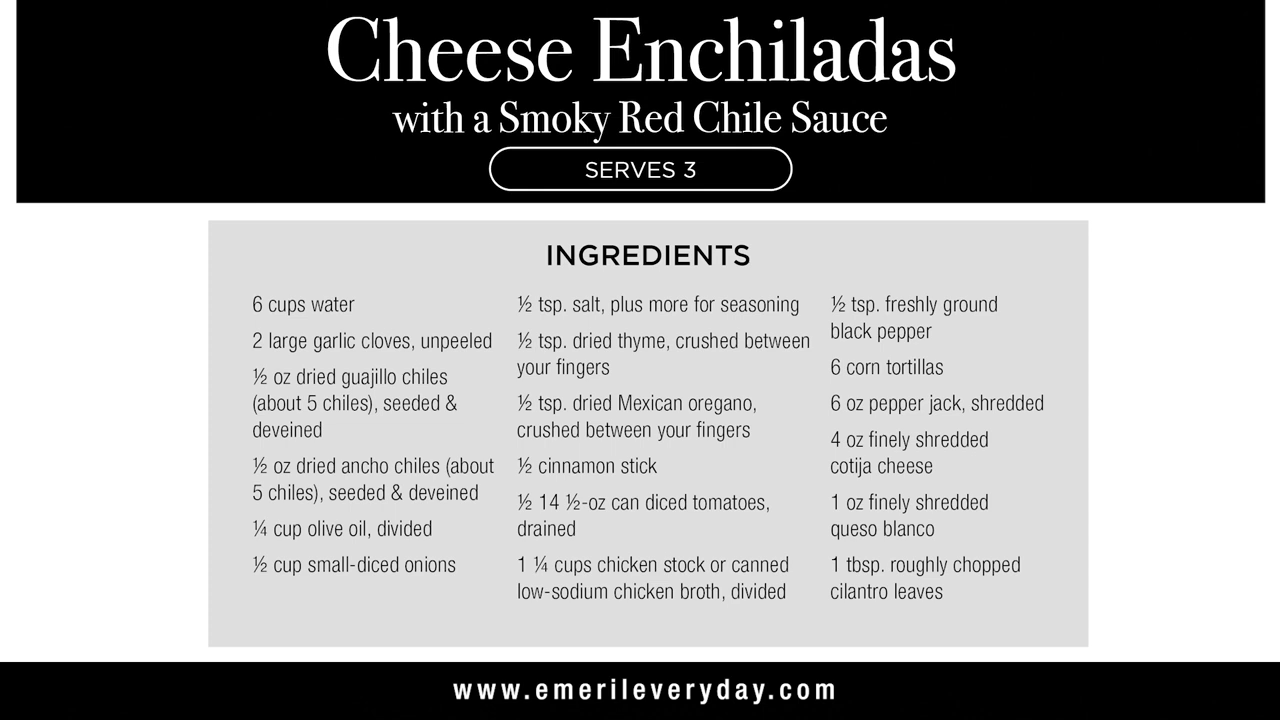 Cheese Enchiladas
with a Smoky Red Chile Sauce
SERVES 3
INGREDIENTS
6 cups water
2 large garlic cloves, unpeeled
½ oz dried guajillo chiles
(about 5 chiles), seeded &
deveined
½ oz dried ancho chiles (about
5 chiles), seeded & deveined
¼ cup olive oil, divided
½ cup small-diced onions
½ tsp. salt, plus more for seasoning
½ tsp. dried thyme, crushed between
your fingers
½ tsp. dried Mexican oregano,
crushed between your fingers
½ cinnamon stick
½ 14 ½-oz can diced tomatoes,
drained
1 ¼ cups chicken stock or canned
low-sodium chicken broth, divided
½ tsp. freshly ground
black pepper
6 corn tortillas
6 oz pepper jack, shredded
4 oz finely shredded
cotija cheese
1 oz finely shredded
queso blanco
1 tbsp. roughly chopped
cilantro leaves
www.emerileveryday.com